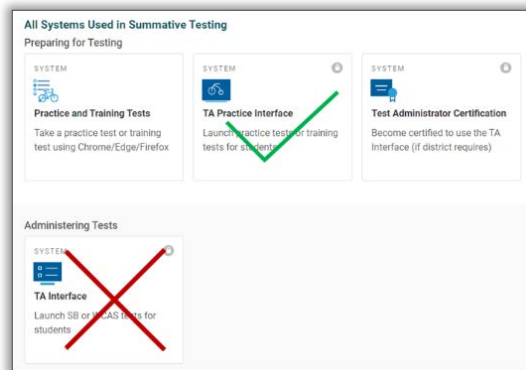 All Systems Used in Summative Testing
Preparing for Testing
SYSTEM
Practice and Training Tests
Take a practice test or training
test using Chrome/Edge/Firefox
SYSTEM
TA Practice Interface
Launch practice tests or training
tests for students
SYSTEM
Test Administrator Certification
Become certified to use the TA
Interface (if district requires)
Administering Tests
SYSTEM
TA Interface
Launch SB or WCAS tests for
students